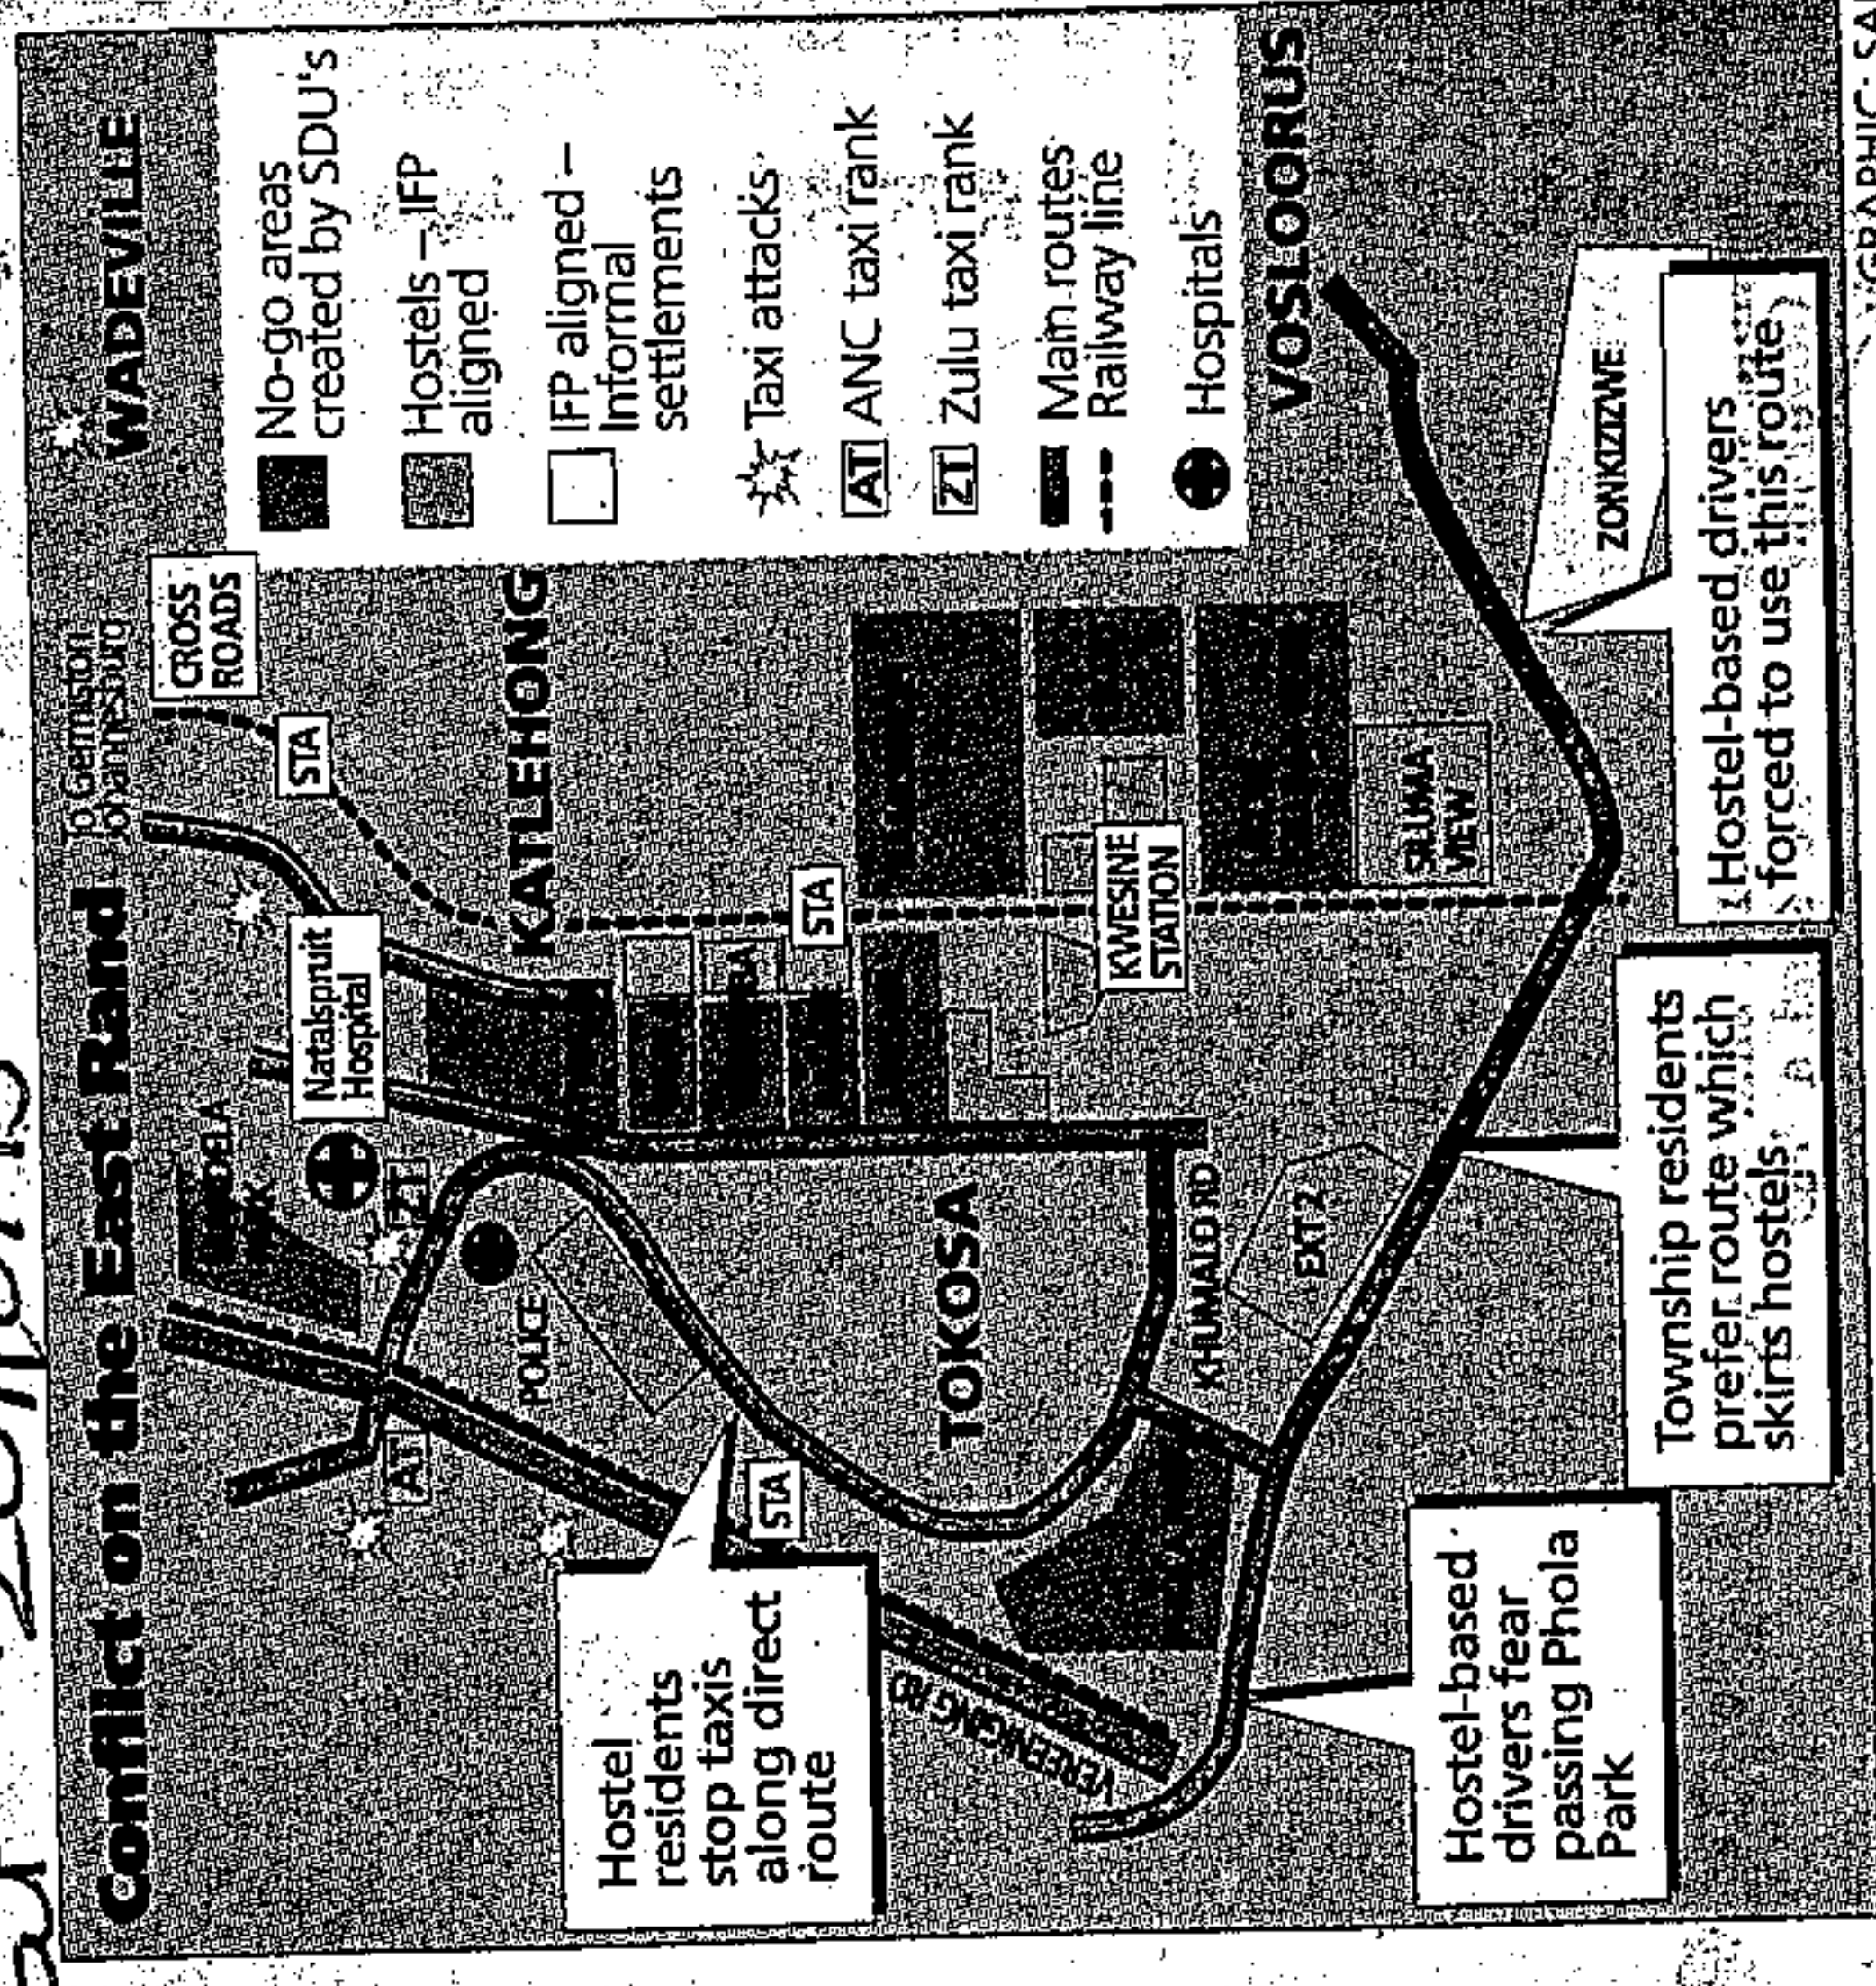 Conflict on the East Rand
To Germiston,
Johannesburg
WADEVILLE
CROSS
ROADS
STA
Natalspruit
Hospital
ZT
AT
POLICE
KATLEHONG
STA
Hostel
residents
stop taxis
along direct
route
STA
TOKOSA
VEREENIGING RD
KWESINE
STATION
KHUMALO RD
EXT 2
VIEW
Hostel-based
drivers fear
passing Phola
Park
Township residents
prefer route which
skirts hostels
Hostel-based drivers
forced to use this route
ZONKIZIZWE
VOSLOORUS
No-go areas
created by SDU's
Hostels – IFP
aligned
IFP aligned –
Informal
settlements
Taxi attacks
AT ANC taxi rank
ZT Zulu taxi rank
Main routes
Railway line
Hospitals